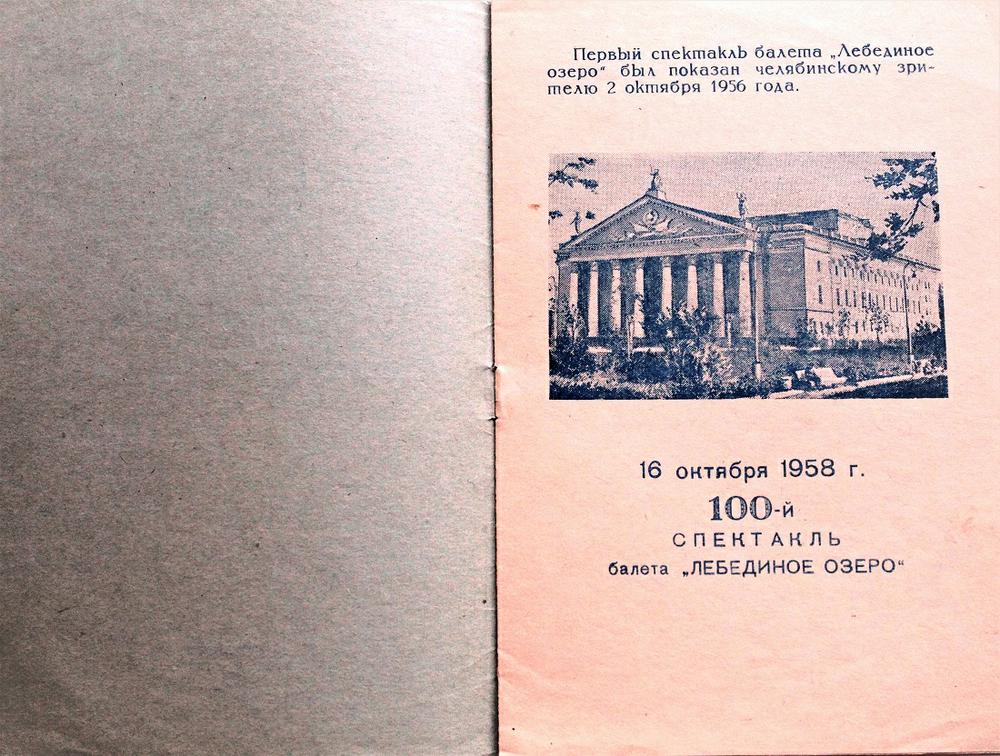 Первый спектакль балета „Лебединое
озеро“ был показан челябинскому зри-
телю 2 октября 1956 года.
16 октября 1958 г.
100-й
СПЕКТАКЛЬ
балета „ЛЕБЕДИНОЕ ОЗЕРО“